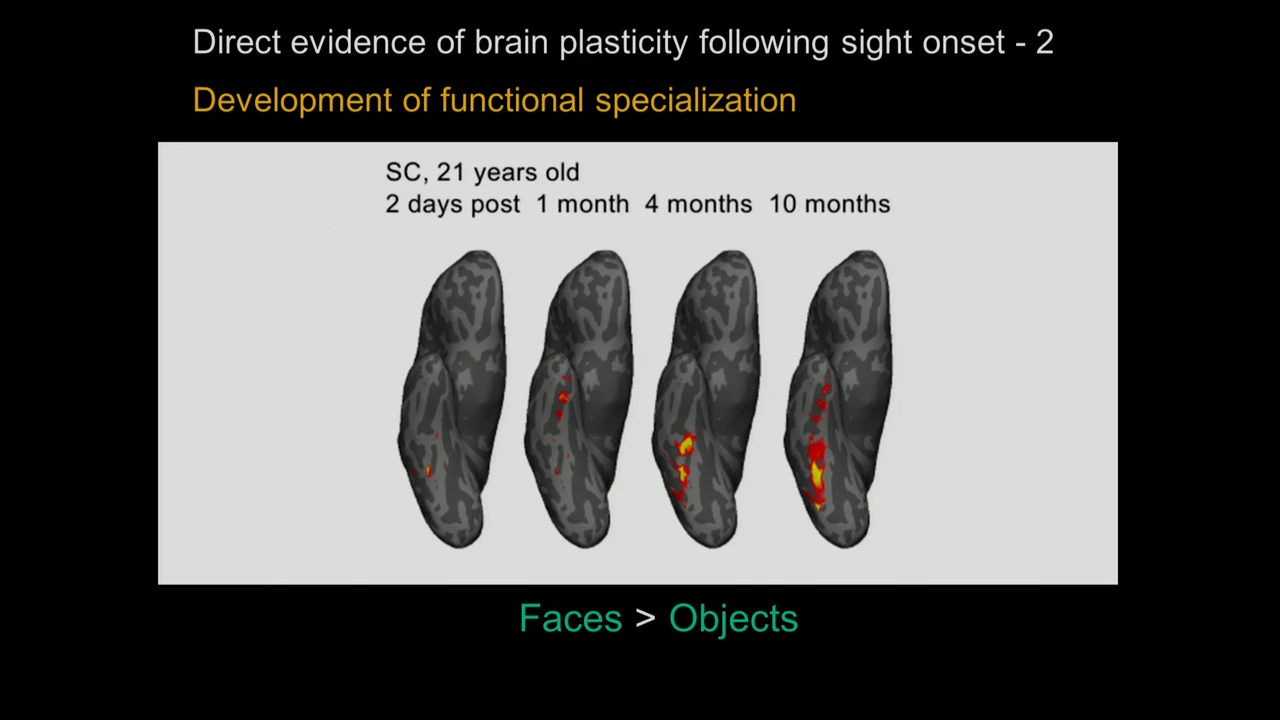 Direct evidence of brain plasticity following sight onset - 2
Development of functional specialization
SC, 21 years old
2 days post 1 month 4 months 10 months
Faces > Objects